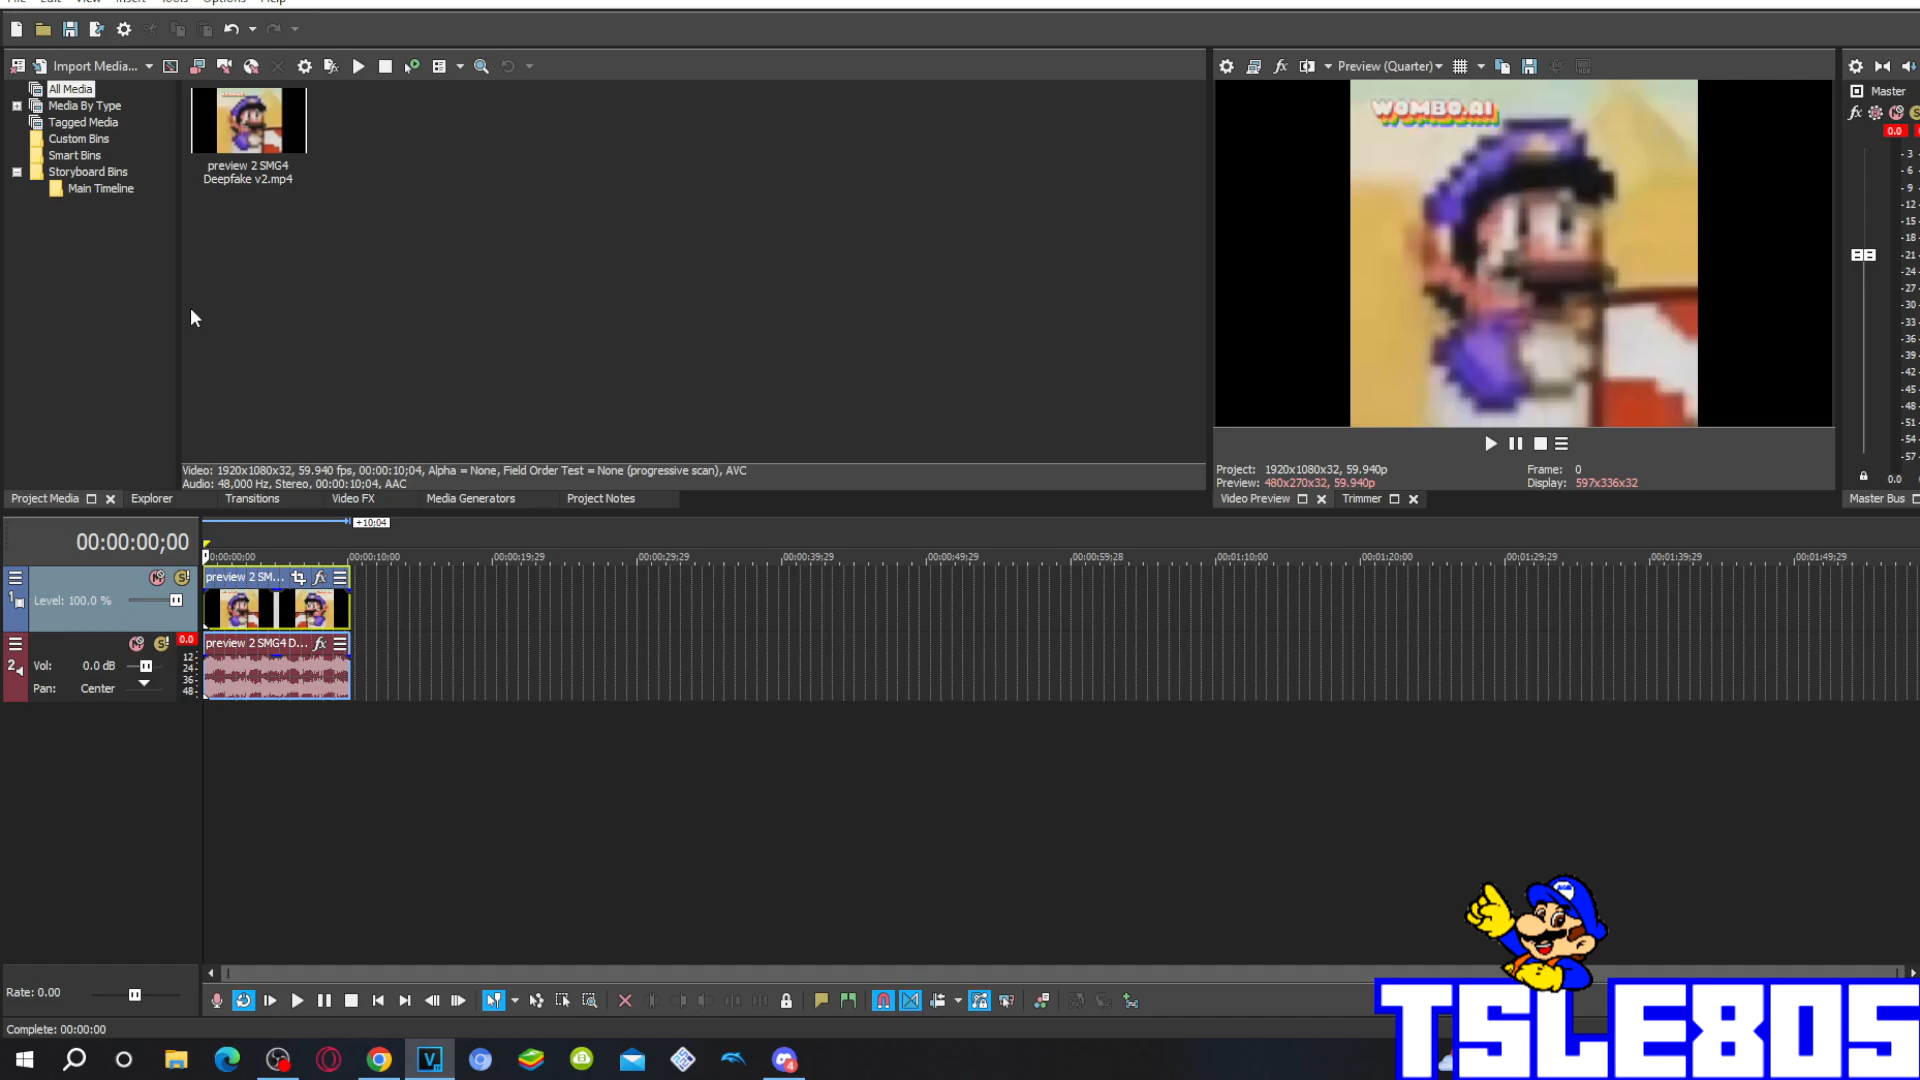 File Edit View Insert Tools Options Help
Import Media...
Preview (Quarter)
All Media
Media By Type
Tagged Media
Custom Bins
Smart Bins
Storyboard Bins
Main Timeline
preview 2 SMG4
Deepfake v2.mp4
WOMBO.AI
Master
0.0
-3
-6
-9
-12
-15
-18
-21
-24
-27
-30
-33
-36
-39
-42
-45
-48
-51
-54
-57
0.0
Video: 1920x1080x32, 59.940 fps, 00:00:10;04, Alpha = None, Field Order Test = None (progressive scan), AVC
Audio: 48,000 Hz, Stereo, 00:00:10;04, AAC
Project: 1920x1080x32, 59.940p
Preview: 480x270x32, 59.940p
Frame: 0
Display: 597x336x32
Project Media
Explorer
Transitions
Video FX
Media Generators
Project Notes
Video Preview
Trimmer
Master Bus
00:00:00;00
+10;04
00:00:00;00 00:00:10;00 00:00:19;29 00:00:29;29 00:00:39;29 00:00:49;29 00:00:59;28 00:01:10;00 00:01:20;00 00:01:29;29 00:01:39;29 00:01:49;29
1
Level: 100.0 %
preview 2 SM...
2
0.0
Vol: 0.0 dB
Pan: Center
12
24
36
48
preview 2 SMG4 D...
Rate: 0.00
Complete: 00:00:00
TSLE805
4